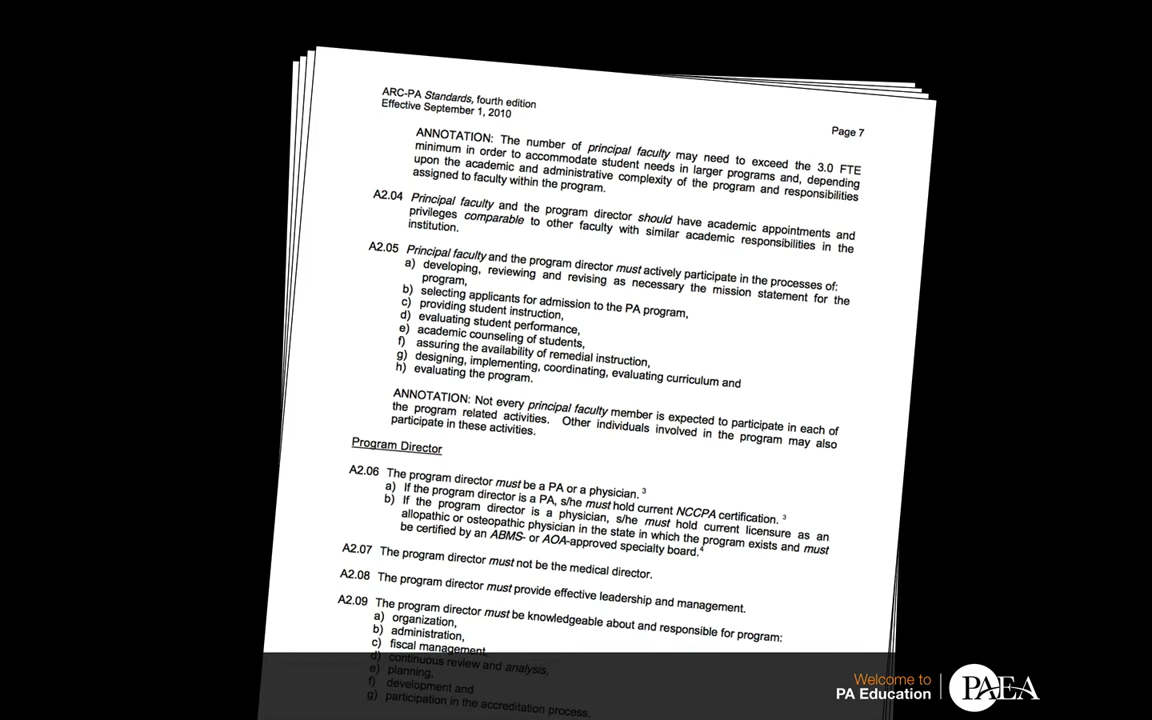 ARC-PA Standards, fourth edition
Effective September 1, 2010
Page 7
ANNOTATION: The number of principal faculty may need to exceed the 3.0 FTE
minimum in order to accommodate student needs in larger programs and, depending
upon the academic and administrative complexity of the program and responsibilities
assigned to faculty within the program.
A2.04 Principal faculty and the program director should have academic appointments and
privileges comparable to other faculty with similar academic responsibilities in the
institution.
A2.05 Principal faculty and the program director must actively participate in the processes of:
a) developing, reviewing and revising as necessary the mission statement for the
program,
b) selecting applicants for admission to the PA program,
c) providing student instruction,
d) evaluating student performance,
e) academic counseling of students,
f) assuring the availability of remedial instruction,
g) designing, implementing, coordinating, evaluating curriculum and
h) evaluating the program.
ANNOTATION: Not every principal faculty member is expected to participate in each of
the program related activities. Other individuals involved in the program may also
participate in these activities.
Program Director
A2.06 The program director must be a PA or a physician. 3
a) If the program director is a PA, s/he must hold current NCCPA certification. 3
b) If the program director is a physician, s/he must hold current licensure as an
allopathic or osteopathic physician in the state in which the program exists and must
be certified by an ABMS- or AOA-approved specialty board.4
A2.07 The program director must not be the medical director.
A2.08 The program director must provide effective leadership and management.
A2.09 The program director must be knowledgeable about and responsible for program:
a) organization,
b) administration,
c) fiscal management,
d) continuous review and analysis,
e) planning,
f) development and
g) participation in the accreditation process.
Welcome to
PA Education
PAEA